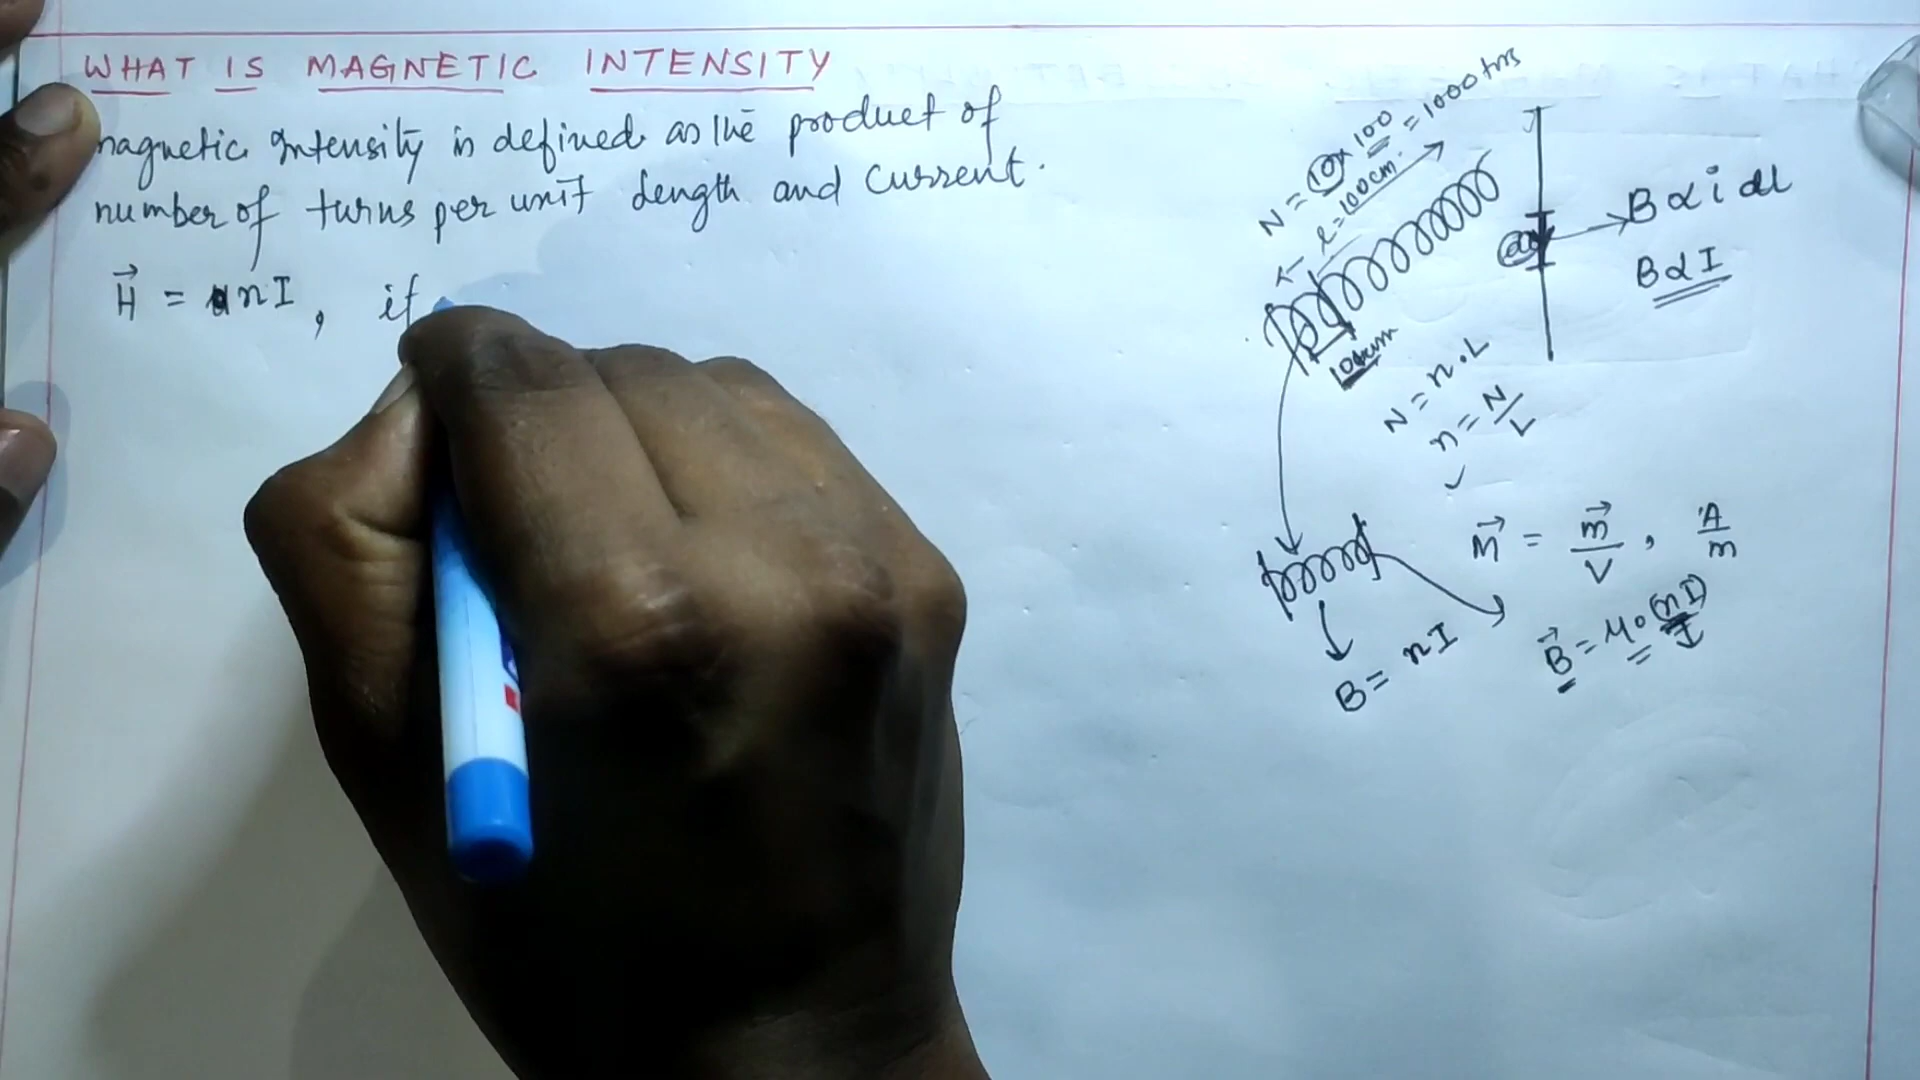 WHAT IS MAGNETIC INTENSITY
magnetic Intensity is defined as the product of
number of turns per unit length and current.
H⃗ = nI, if
N = 10 × 100 = 1000 trns
l = 100cm.
B α i dl
B α I
N = n . L
n = N/L
M⃗ = m⃗/V, A/m
B = nI
B⃗ = μ0 (nI)
I